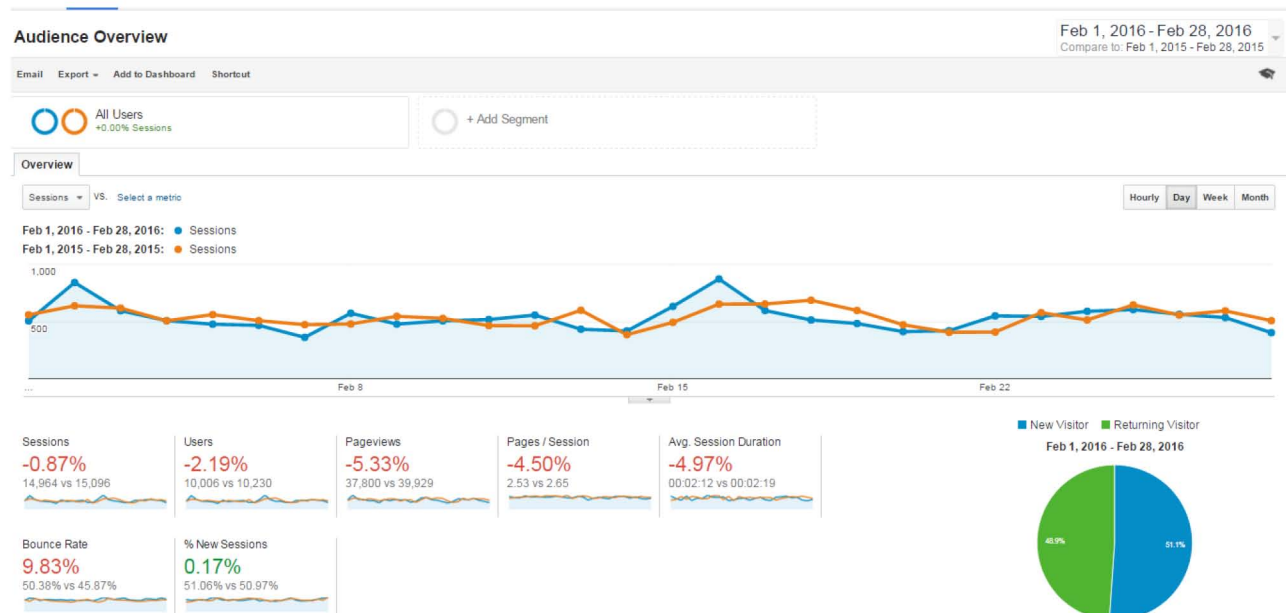 Audience Overview
Feb 1, 2016 - Feb 28, 2016
Compare to: Feb 1, 2015 - Feb 28, 2015
Email Export Add to Dashboard Shortcut
All Users
+0.00% Sessions
+ Add Segment
Overview
Sessions VS. Select a metric
Hourly Day Week Month
Feb 1, 2016 - Feb 28, 2016: Sessions
Feb 1, 2015 - Feb 28, 2015: Sessions
1,000
500
... Feb 8 Feb 15 Feb 22
Sessions
-0.87%
14,964 vs 15,096
Users
-2.19%
10,006 vs 10,230
Pageviews
-5.33%
37,800 vs 39,929
Pages / Session
-4.50%
2.53 vs 2.65
Avg. Session Duration
-4.97%
00:02:12 vs 00:02:19
Bounce Rate
9.83%
50.38% vs 45.87%
% New Sessions
0.17%
51.06% vs 50.97%
New Visitor Returning Visitor
Feb 1, 2016 - Feb 28, 2016
48.9%
51.1%